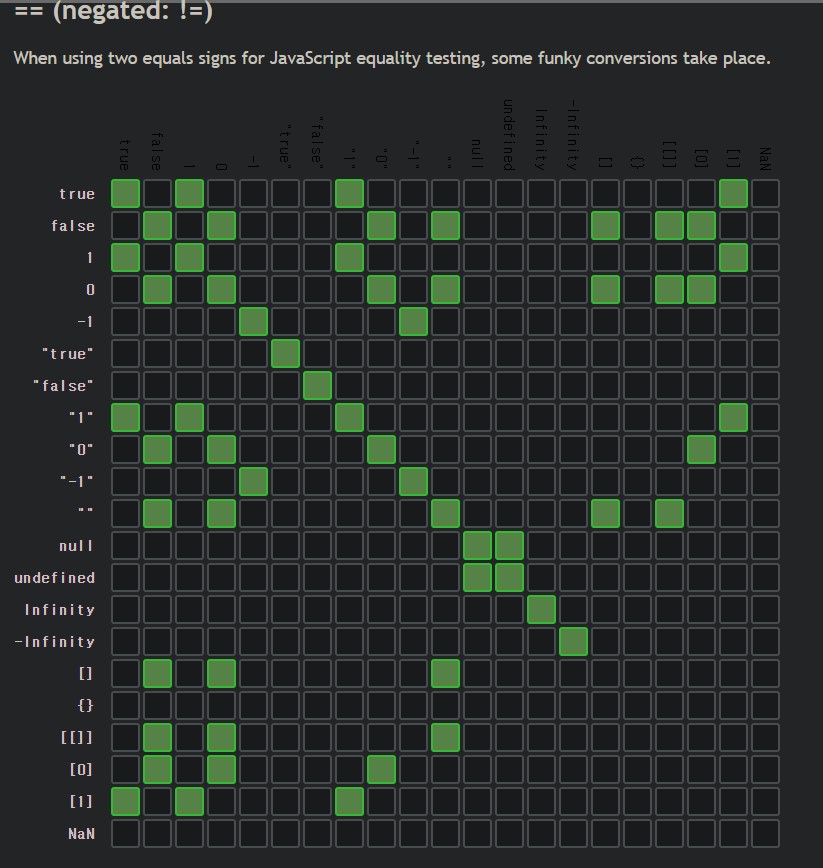 == (negated: !=)
When using two equals signs for JavaScript equality testing, some funky conversions take place.
true false 1 0 -1 "true" "false" "1" "0" "-1" "" null undefined Infinity -Infinity [] {} [[]] [0] [1] NaN
true
false
1
0
-1
"true"
"false"
"1"
"0"
"-1"
""
null
undefined
Infinity
-Infinity
[]
{}
[[]]
[0]
[1]
NaN